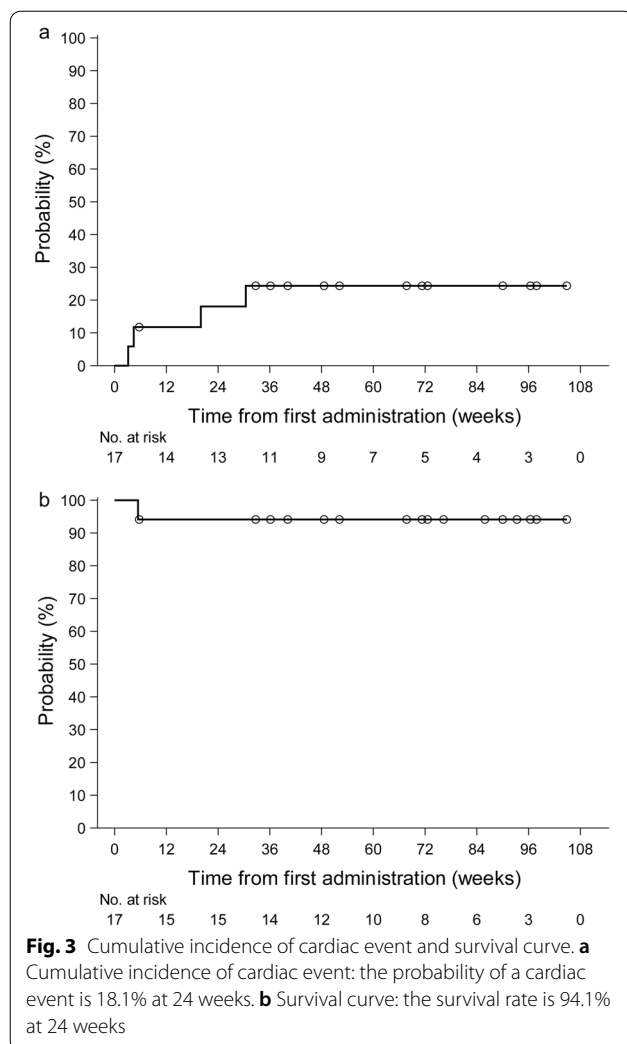 a
100
90
80
70
60
50
40
30
20
10
0
Probability (%)
0 12 24 36 48 60 72 84 96 108
Time from first administration (weeks)
No. at risk
17 14 13 11 9 7 5 4 3 0
b
100
90
80
70
60
50
40
30
20
10
0
Probability (%)
0 12 24 36 48 60 72 84 96 108
Time from first administration (weeks)
No. at risk
17 15 15 14 12 10 8 6 3 0
Fig. 3 Cumulative incidence of cardiac event and survival curve. a
Cumulative incidence of cardiac event: the probability of a cardiac
event is 18.1% at 24 weeks. b Survival curve: the survival rate is 94.1%
at 24 weeks